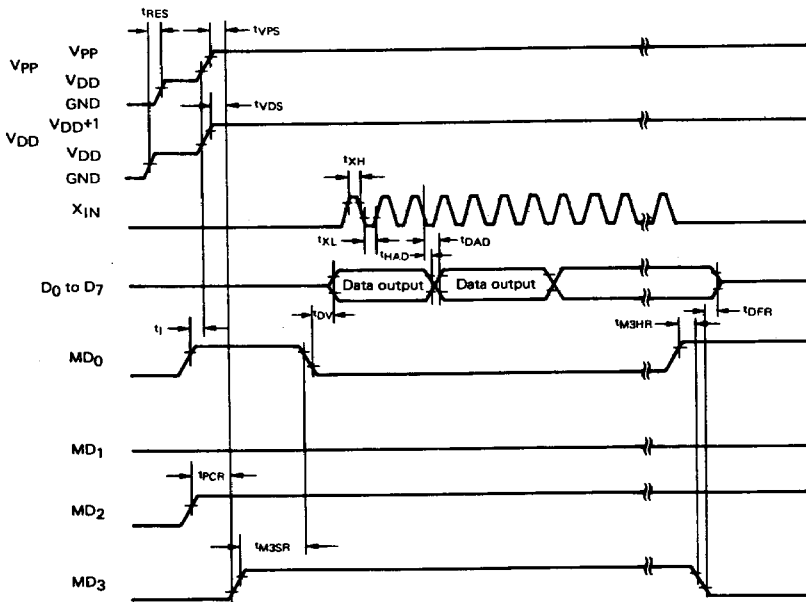 tRES
tVPS
VPP
VPP
VDD
GND
tVDS
VDD+1
VDD
VDD
GND
tXH
XIN
tXL
tDAD
tHAD
D0 to D7
Data output
Data output
tDV
tDFR
tI
tM3HR
MD0
MD1
tPCR
MD2
tM3SR
MD3